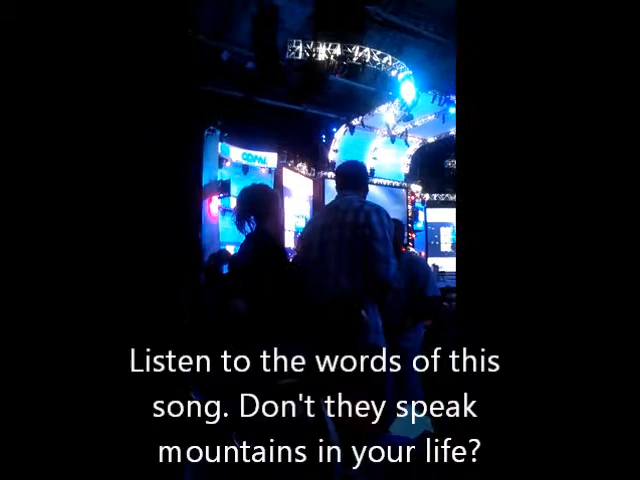 Listen to the words of this
song. Don't they speak
mountains in your life?